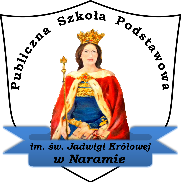 Publiczna Szkoła Podstawowa
im. św. Jadwigi Królowej
w Naramie